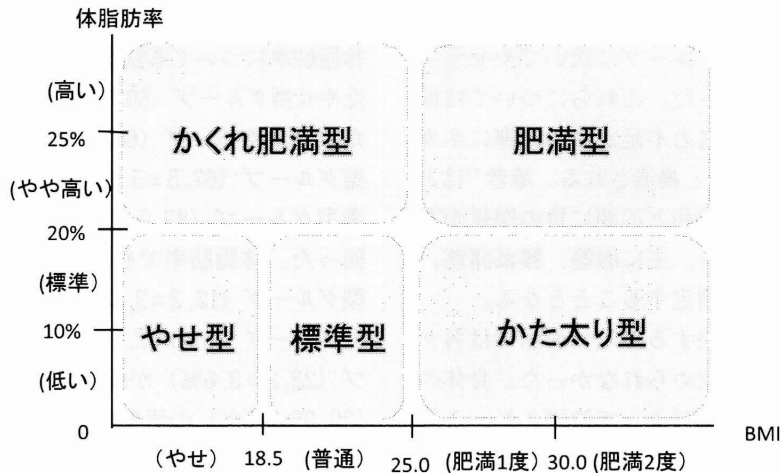 体脂肪率
(高い)
25%
かくれ肥満型 肥満型
(やや高い)
20%
(標準)
10%
やせ型 標準型 かた太り型
(低い)
0
BMI
(やせ) 18.5 (普通) 25.0 (肥満1度) 30.0 (肥満2度)